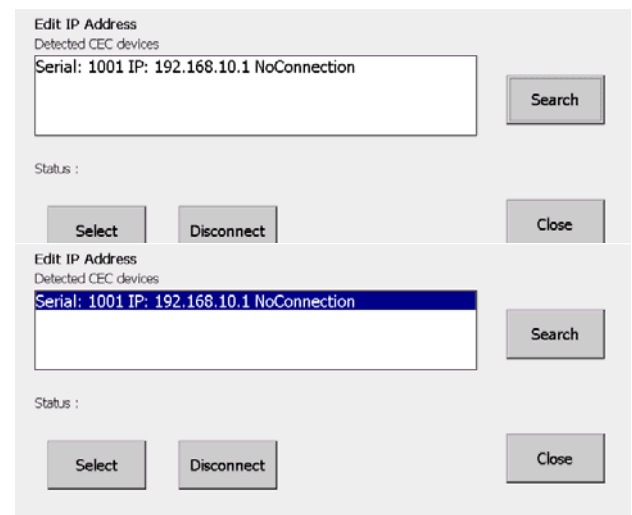 Edit IP Address
Detected CEC devices
Serial: 1001 IP: 192.168.10.1 NoConnection
Search
Status :
Select Disconnect Close
Edit IP Address
Detected CEC devices
Serial: 1001 IP: 192.168.10.1 NoConnection
Search
Status :
Select Disconnect Close